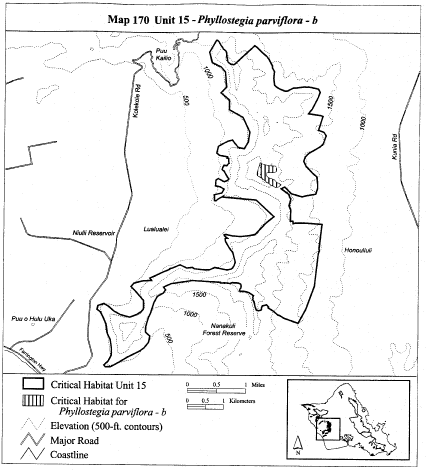 Map 170 Unit 15 - Phyllostegia parviflora - b
Puu
Kailio
1000
500
1500
1000
Kolekole Rd
Kunia Rd
Niulii Reservoir
Lualualei
Honouliuli
1500
Puu o Hulu Uka
Nanakuli
Forest Reserve
500
Farrington Hwy
Critical Habitat Unit 15
Critical Habitat for
Phyllostegia parviflora - b
Elevation (500-ft. contours)
Major Road
Coastline
0 0.5 1 Miles
0 0.5 1 Kilometers
N